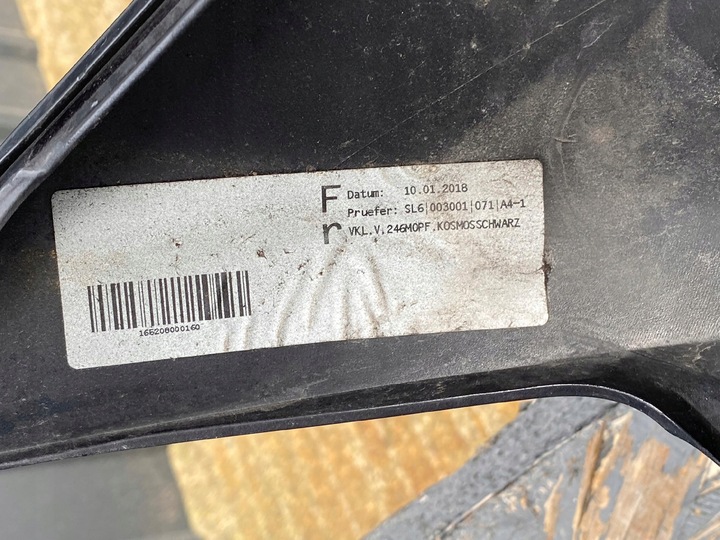 F
Datum: 10.01.2018
Pruefer: SL6|003001|071|A4-1
r
VKL.V.246MOPF.KOSMOSSCHWARZ
166208000160